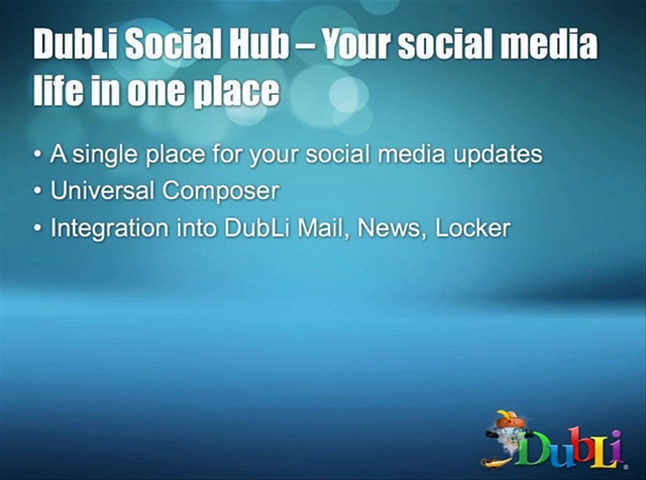 DubLi Social Hub – Your social media
life in one place
• A single place for your social media updates
• Universal Composer
• Integration into DubLi Mail, News, Locker
DubLi